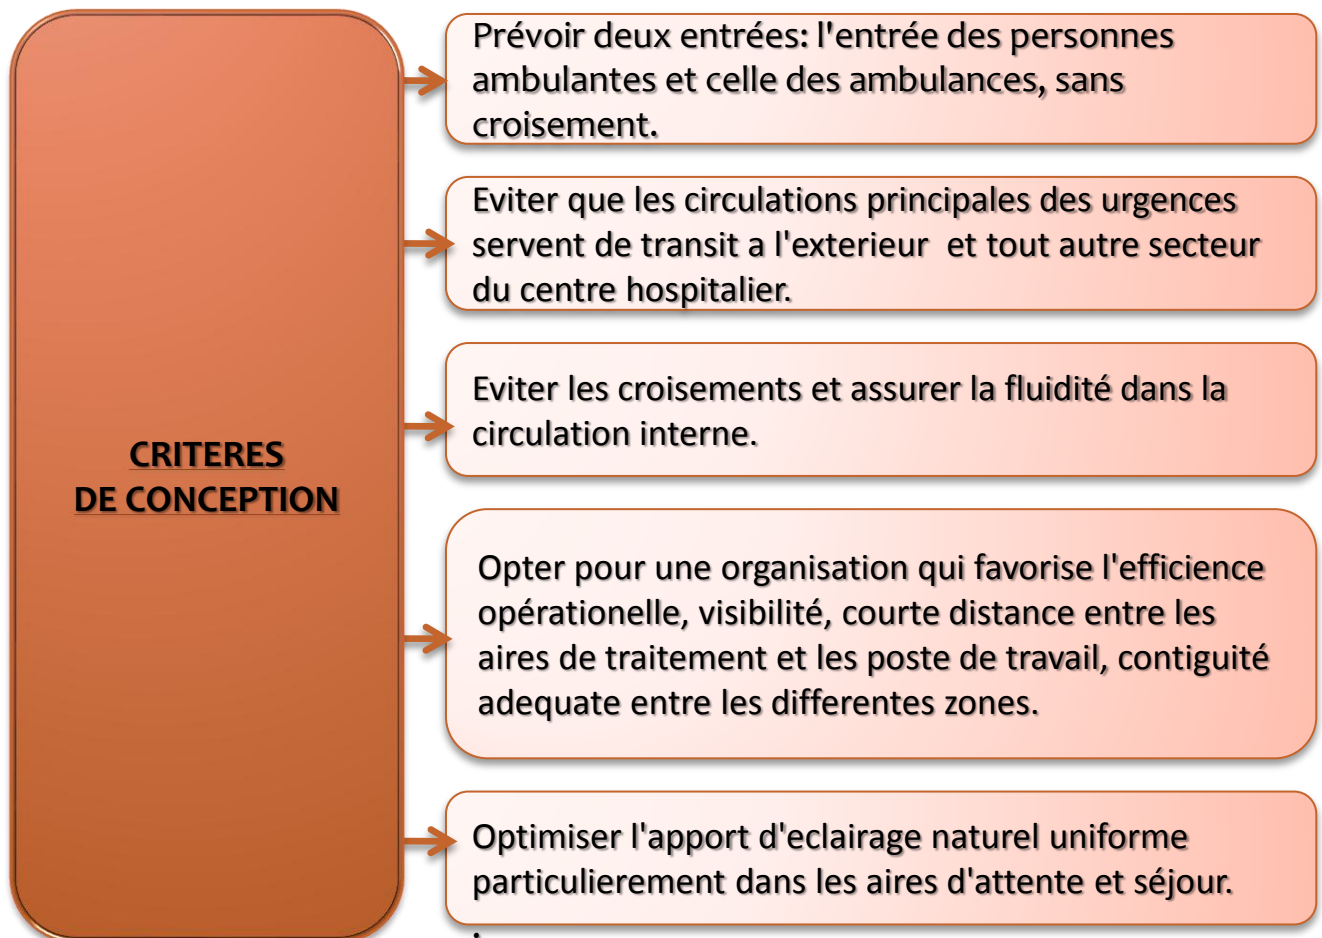 CRITERES
DE CONCEPTION
Prévoir deux entrées: l'entrée des personnes
ambulantes et celle des ambulances, sans
croisement.
Eviter que les circulations principales des urgences
servent de transit a l'exterieur  et tout autre secteur
du centre hospitalier.
Eviter les croisements et assurer la fluidité dans la
circulation interne.
Opter pour une organisation qui favorise l'efficience
opérationelle, visibilité, courte distance entre les
aires de traitement et les poste de travail, contiguité
adequate entre les differentes zones.
Optimiser l'apport d'eclairage naturel uniforme
particulierement dans les aires d'attente et séjour.
.